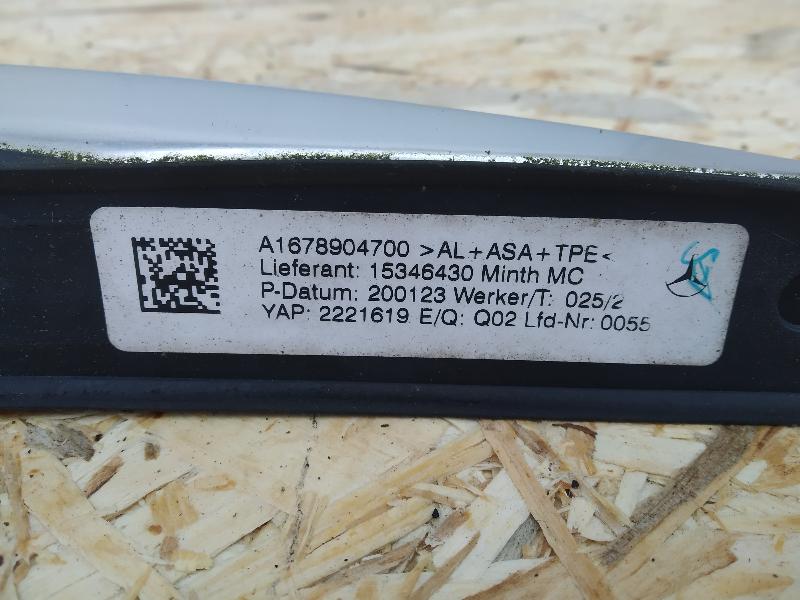 A1678904700 >AL+ASA+TPE<
Lieferant: 15346430 Minth MC
P-Datum: 200123 Werker/T: 025/2
YAP: 2221619 E/Q: Q02 Lfd-Nr: 0055